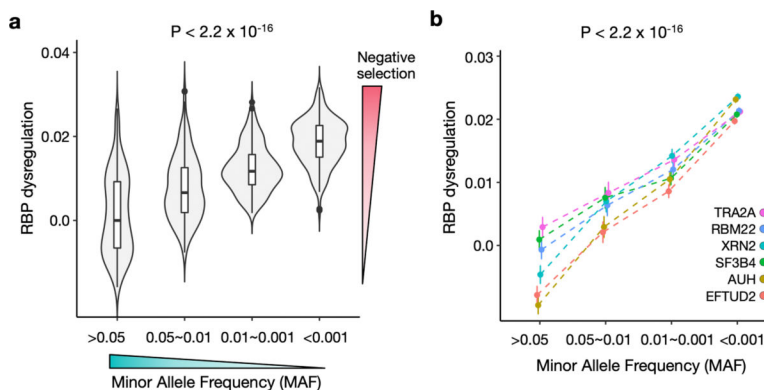 a
P < 2.2 x 10-16
RBP dysregulation
0.04
0.02
0.0
>0.05
0.05~0.01
0.01~0.001
<0.001
Minor Allele Frequency (MAF)
Negative
selection
b
P < 2.2 x 10-16
RBP dysregulation
0.03
0.02
0.01
0.0
TRA2A
RBM22
XRN2
SF3B4
AUH
EFTUD2
>0.05
0.05~0.01
0.01~0.001
<0.001
Minor Allele Frequency (MAF)